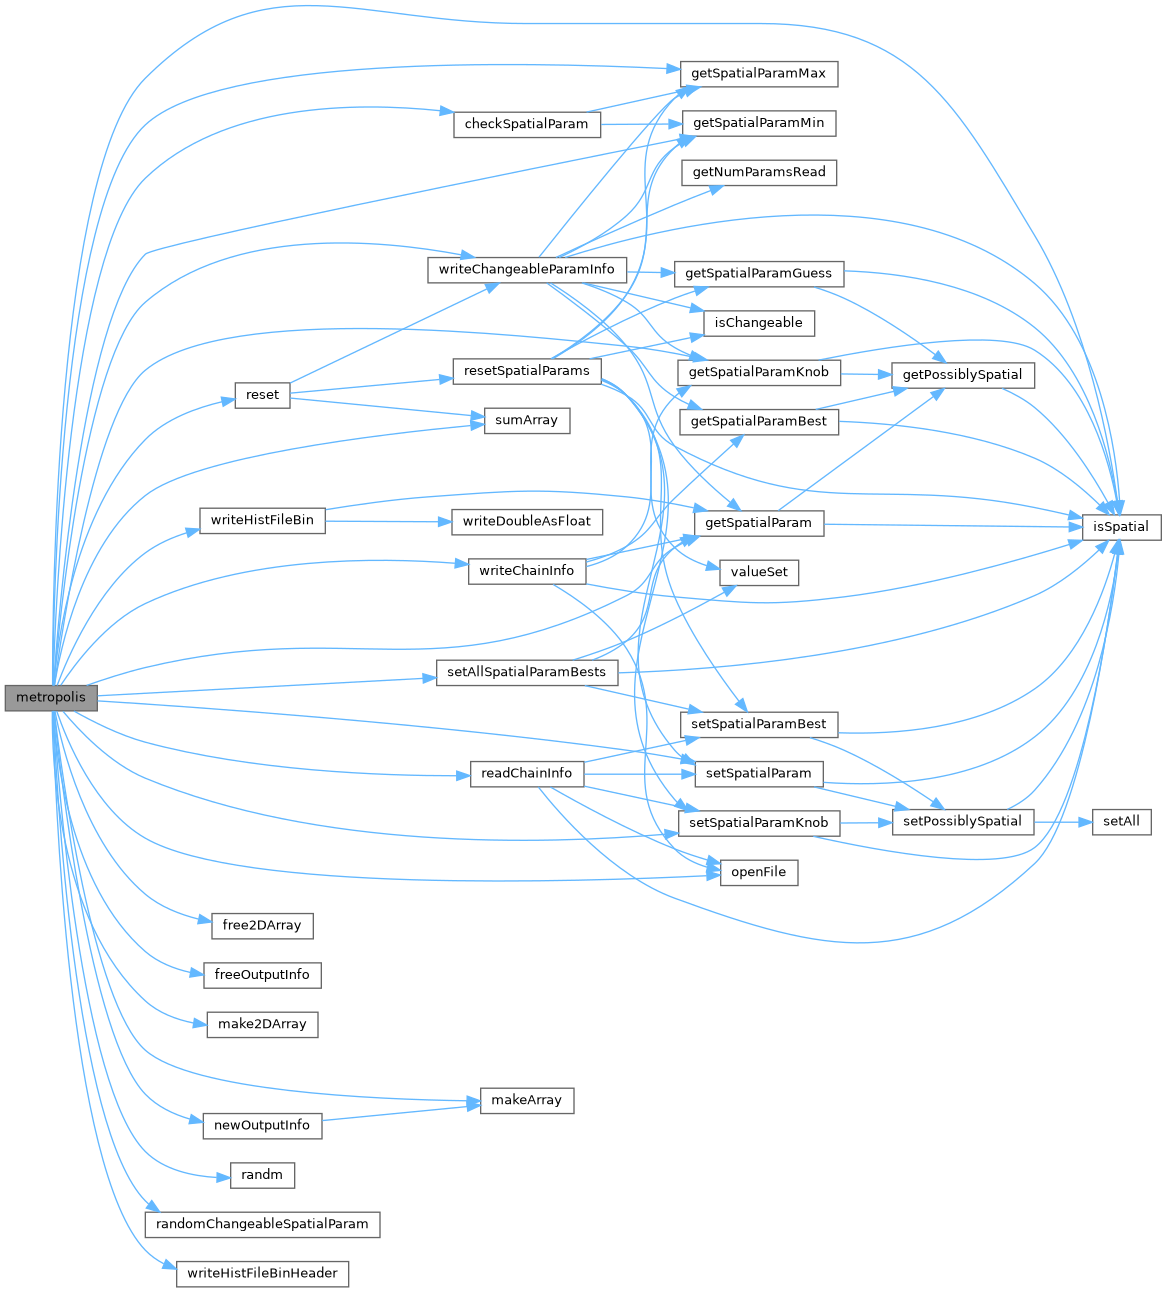 getSpatialParamMax
checkSpatialParam
getSpatialParamMin
getNumParamsRead
writeChangeableParamInfo
getSpatialParamGuess
isChangeable
resetSpatialParams
getSpatialParamKnob
getPossiblySpatial
reset
sumArray
getSpatialParamBest
writeHistFileBin
writeDoubleAsFloat
getSpatialParam
isSpatial
writeChainInfo
valueSet
setAllSpatialParamBests
metropolis
setSpatialParamBest
readChainInfo
setSpatialParam
setSpatialParamKnob
setPossiblySpatial
setAll
openFile
free2DArray
freeOutputInfo
make2DArray
makeArray
newOutputInfo
randm
randomChangeableSpatialParam
writeHistFileBinHeader